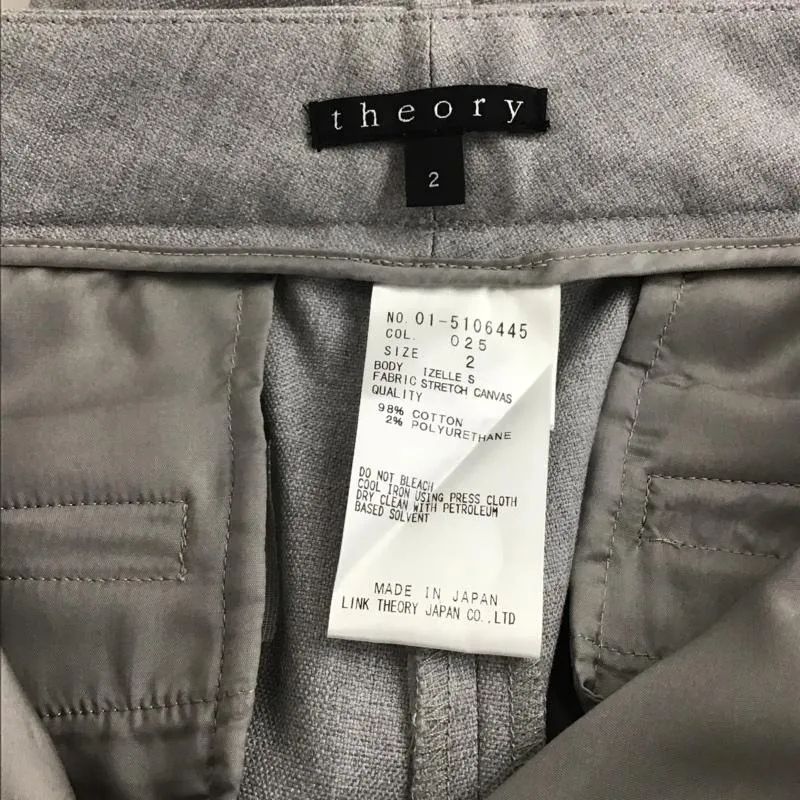 theory
2
NO. 01-5106445
COL. 025
SIZE 2
BODY IZELLE S
FABRIC STRETCH CANVAS
QUALITY
98% COTTON
2% POLYURETHANE
DO NOT BLEACH
COOL IRON USING PRESS CLOTH
DRY CLEAN WITH PETROLEUM
BASED SOLVENT
MADE IN JAPAN
LINK THEORY JAPAN CO.,LTD